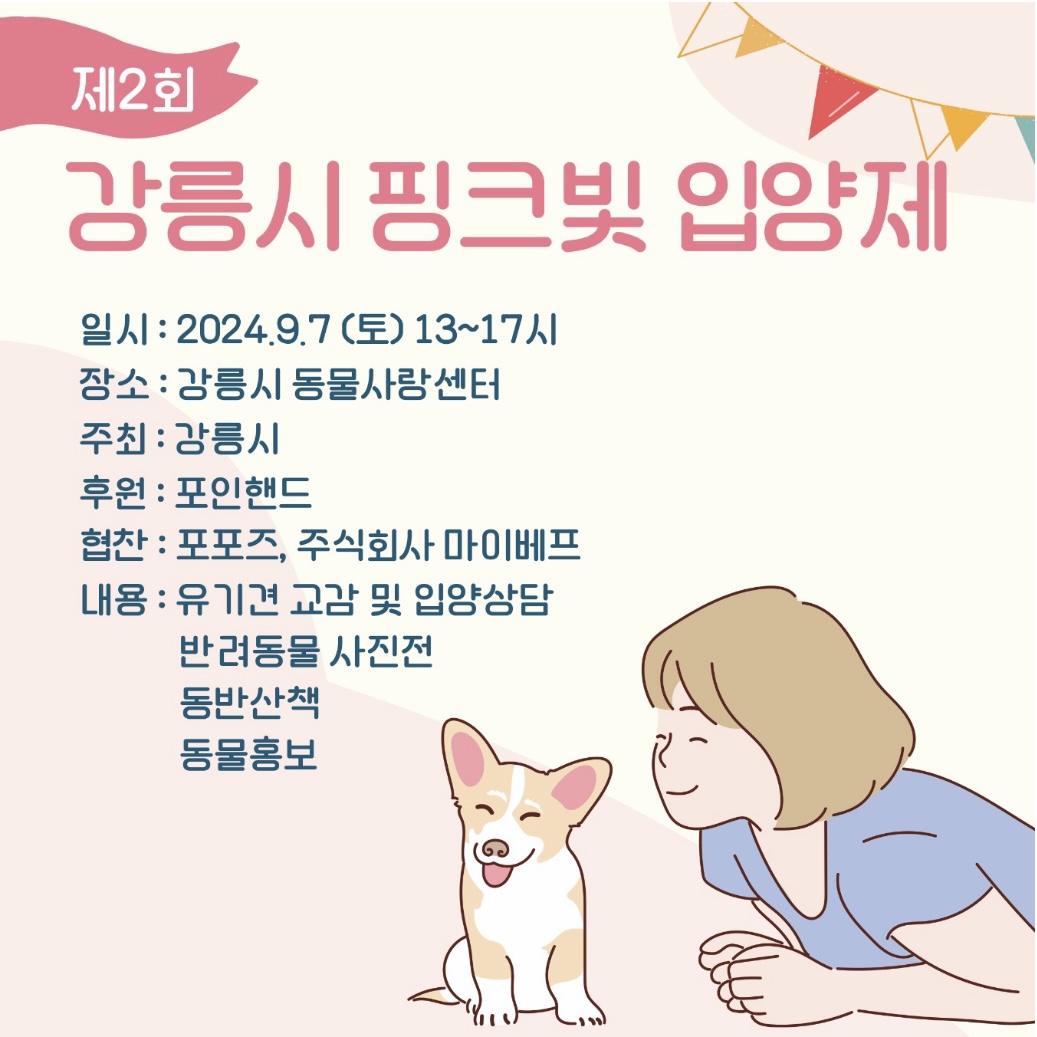 제2회
강릉시 핑크빛 입양제
일시 : 2024.9.7 (토) 13~17시
장소 : 강릉시 동물사랑센터
주최 : 강릉시
후원 : 포인핸드
협찬 : 포포즈, 주식회사 마이베프
내용 : 유기견 교감 및 입양상담
반려동물 사진전
동반산책
동물홍보